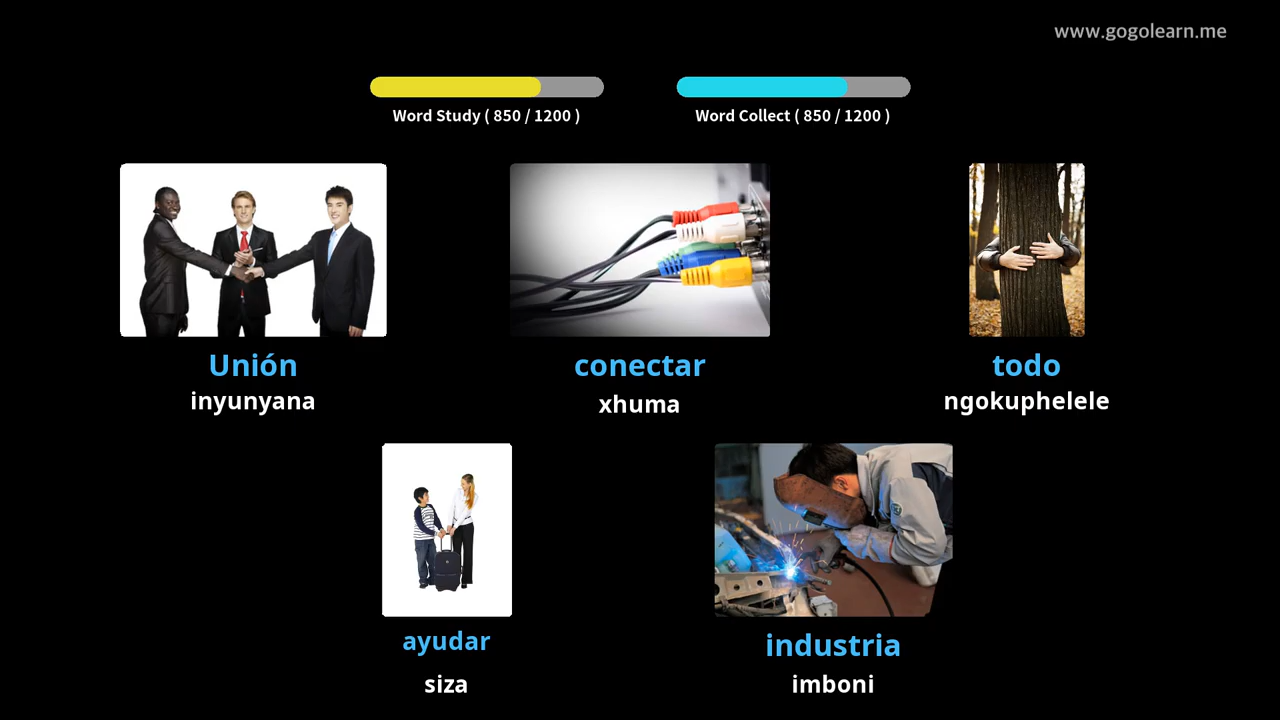 www.gogolearn.me
Word Study ( 850 / 1200 )
Word Collect ( 850 / 1200 )
Unión
inyunyana
conectar
xhuma
todo
ngokuphelele
ayudar
siza
industria
imboni